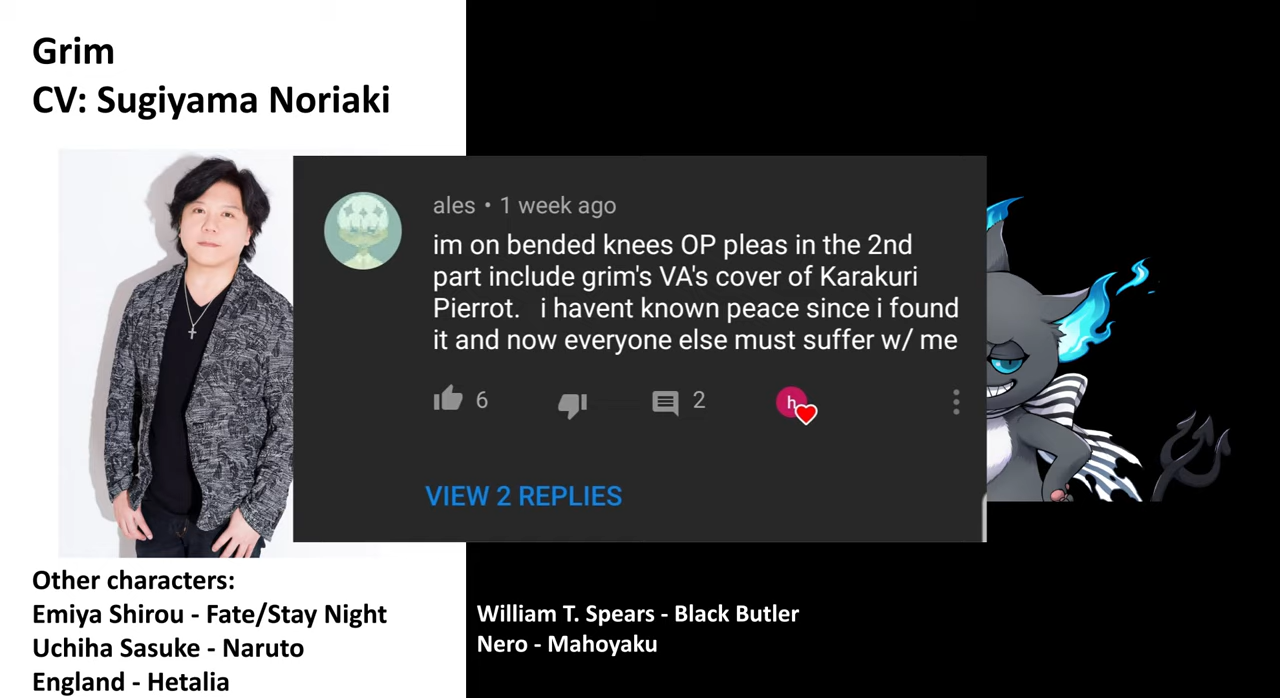 Grim
CV: Sugiyama Noriaki
ales • 1 week ago
im on bended knees OP pleas in the 2nd
part include grim's VA's cover of Karakuri
Pierrot.   i havent known peace since i found
it and now everyone else must suffer w/ me
6
2
h
VIEW 2 REPLIES
Other characters:
Emiya Shirou - Fate/Stay Night
Uchiha Sasuke - Naruto
England - Hetalia
William T. Spears - Black Butler
Nero - Mahoyaku